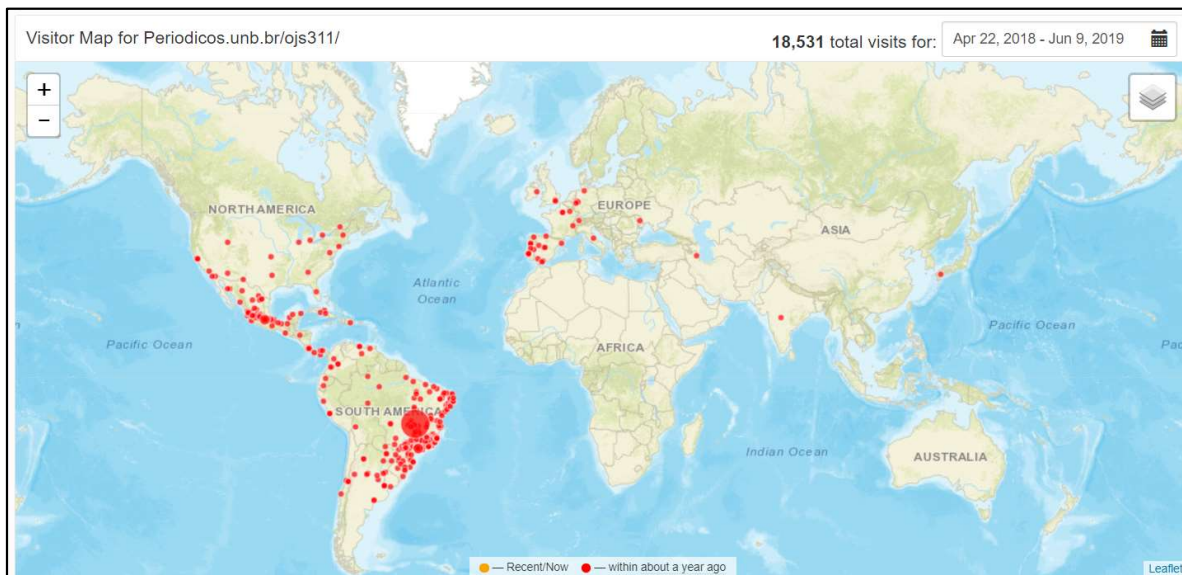 Visitor Map for Periodicos.unb.br/ojs311/
18,531 total visits for: Apr 22, 2018 - Jun 9, 2019
+
−
NORTH AMERICA
EUROPE
ASIA
Atlantic
Ocean
Pacific Ocean
Pacific Ocean
Pac
AFRICA
SOUTH AMERICA
Indian Ocean
AUSTRALIA
— Recent/Now — within about a year ago
Leaflet